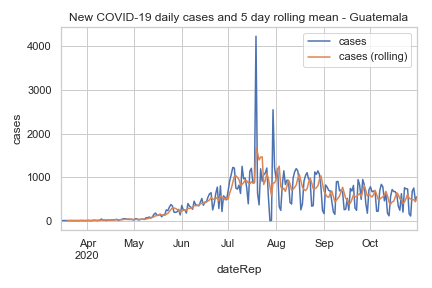 New COVID-19 daily cases and 5 day rolling mean - Guatemala
cases
cases (rolling)
4000
3000
2000
1000
0
cases
Apr
2020
May
Jun
Jul
Aug
Sep
Oct
dateRep